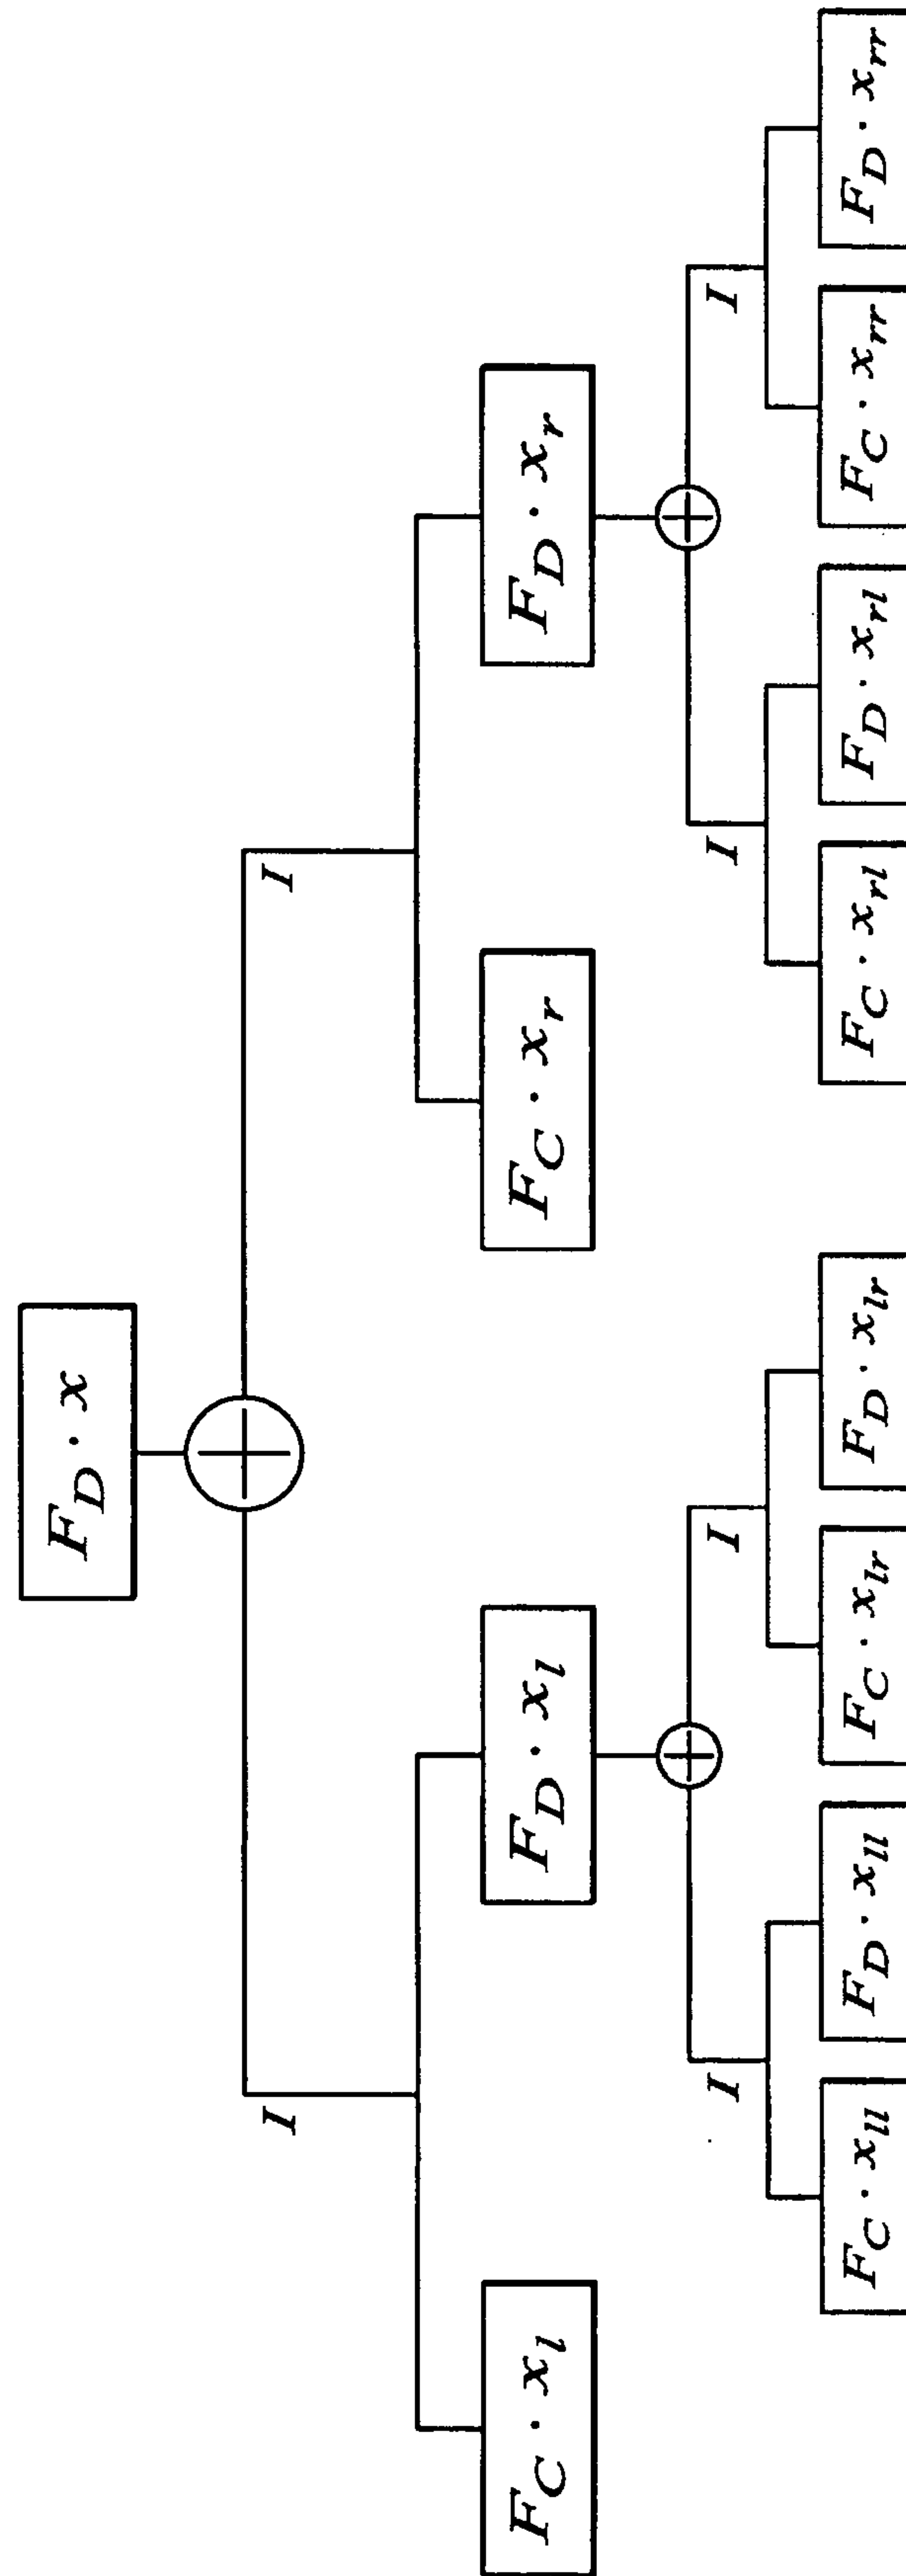 F_D · x
I I
F_C · x_l F_D · x_l F_C · x_r F_D · x_r
I I I I
F_C · x_ll F_D · x_ll F_C · x_lr F_D · x_lr F_C · x_rl F_D · x_rl F_C · x_rr F_D · x_rr